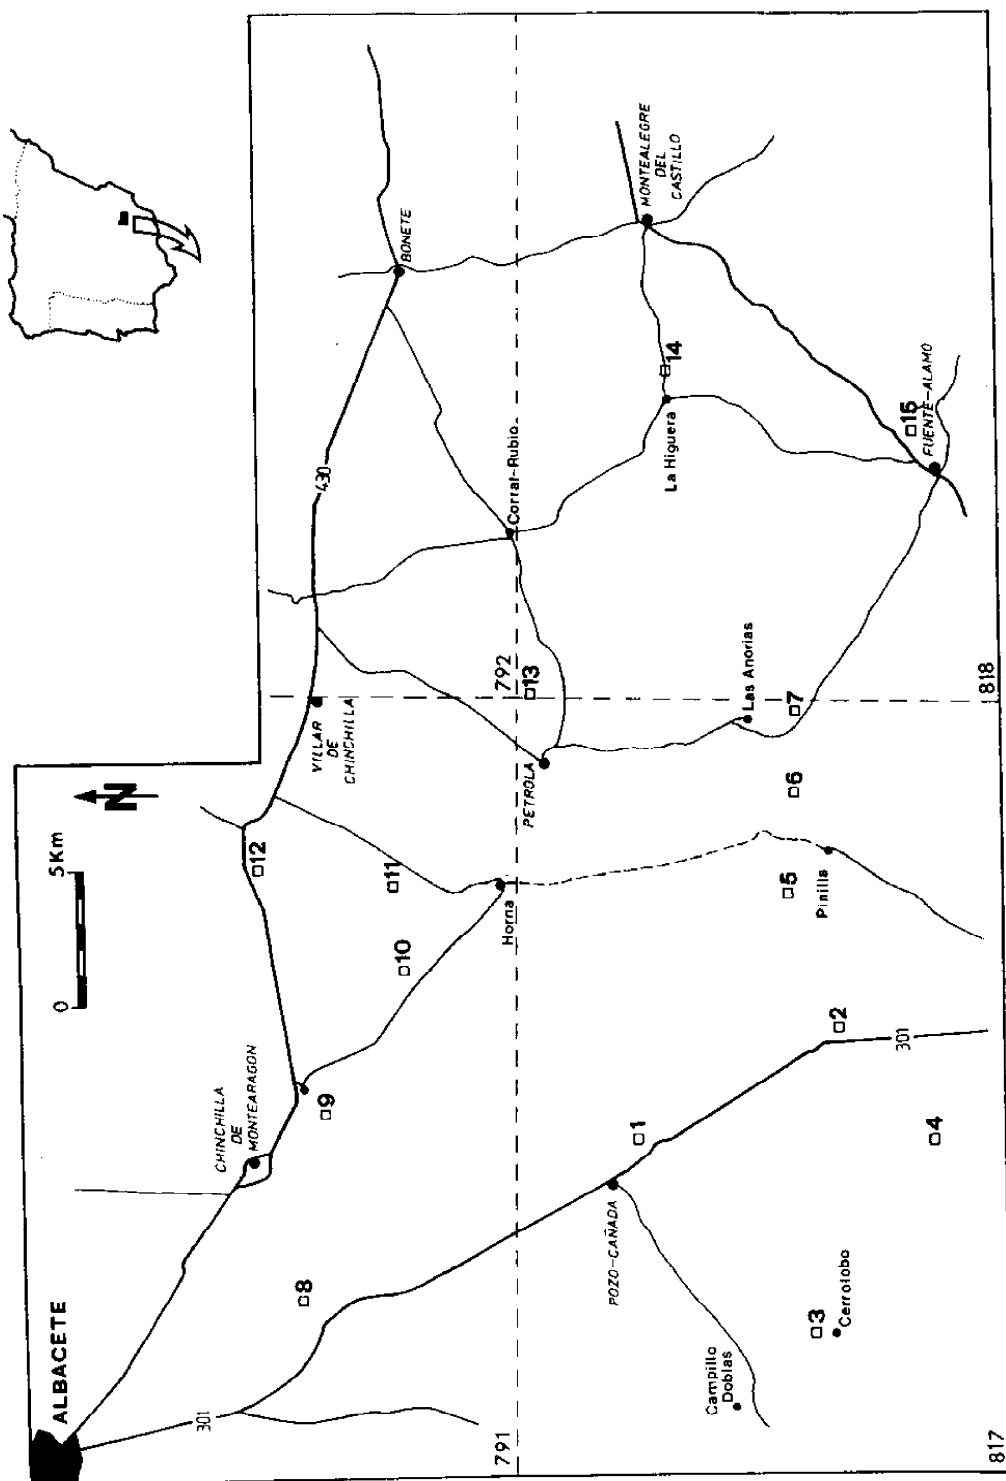 ALBACETE
0
5Km
N
CHINCHILLA
DE
MONTEARAGON
VILLAR
DE
CHINCHILLA
430
BONETE
301
8
9
10
11
12
791
792
Horna
PETROLA
13
Corral-Rubio
La Higuera
14
MONTEALEGRE
DEL
CASTILLO
POZO-CAÑADA
1
Campillo
Doblas
3
Cerrolobo
2
4
301
5
Pinilla
6
7
Las Anorias
15
FUENTE-ALAMO
817
818